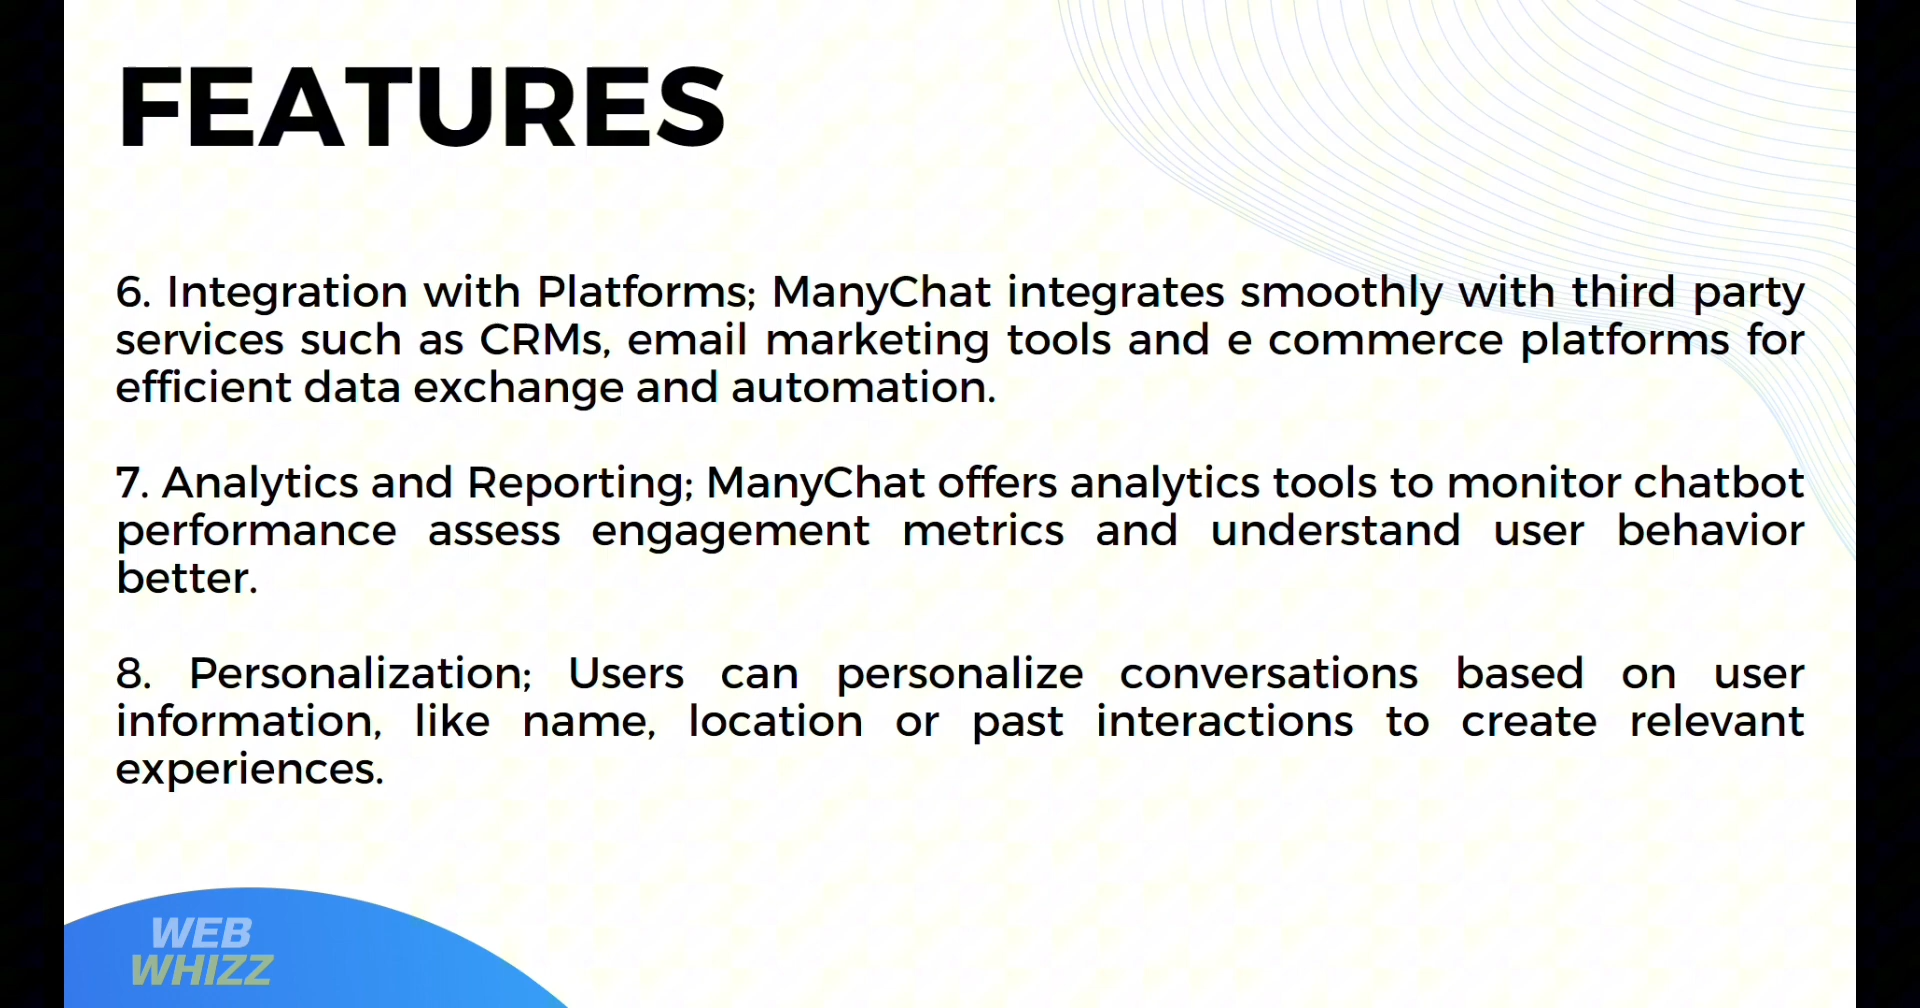 FEATURES
6. Integration with Platforms; ManyChat integrates smoothly with third party
services such as CRMs, email marketing tools and e commerce platforms for
efficient data exchange and automation.
7. Analytics and Reporting; ManyChat offers analytics tools to monitor chatbot
performance assess engagement metrics and understand user behavior
better.
8. Personalization; Users can personalize conversations based on user
information, like name, location or past interactions to create relevant
experiences.
WEB
WHIZZ